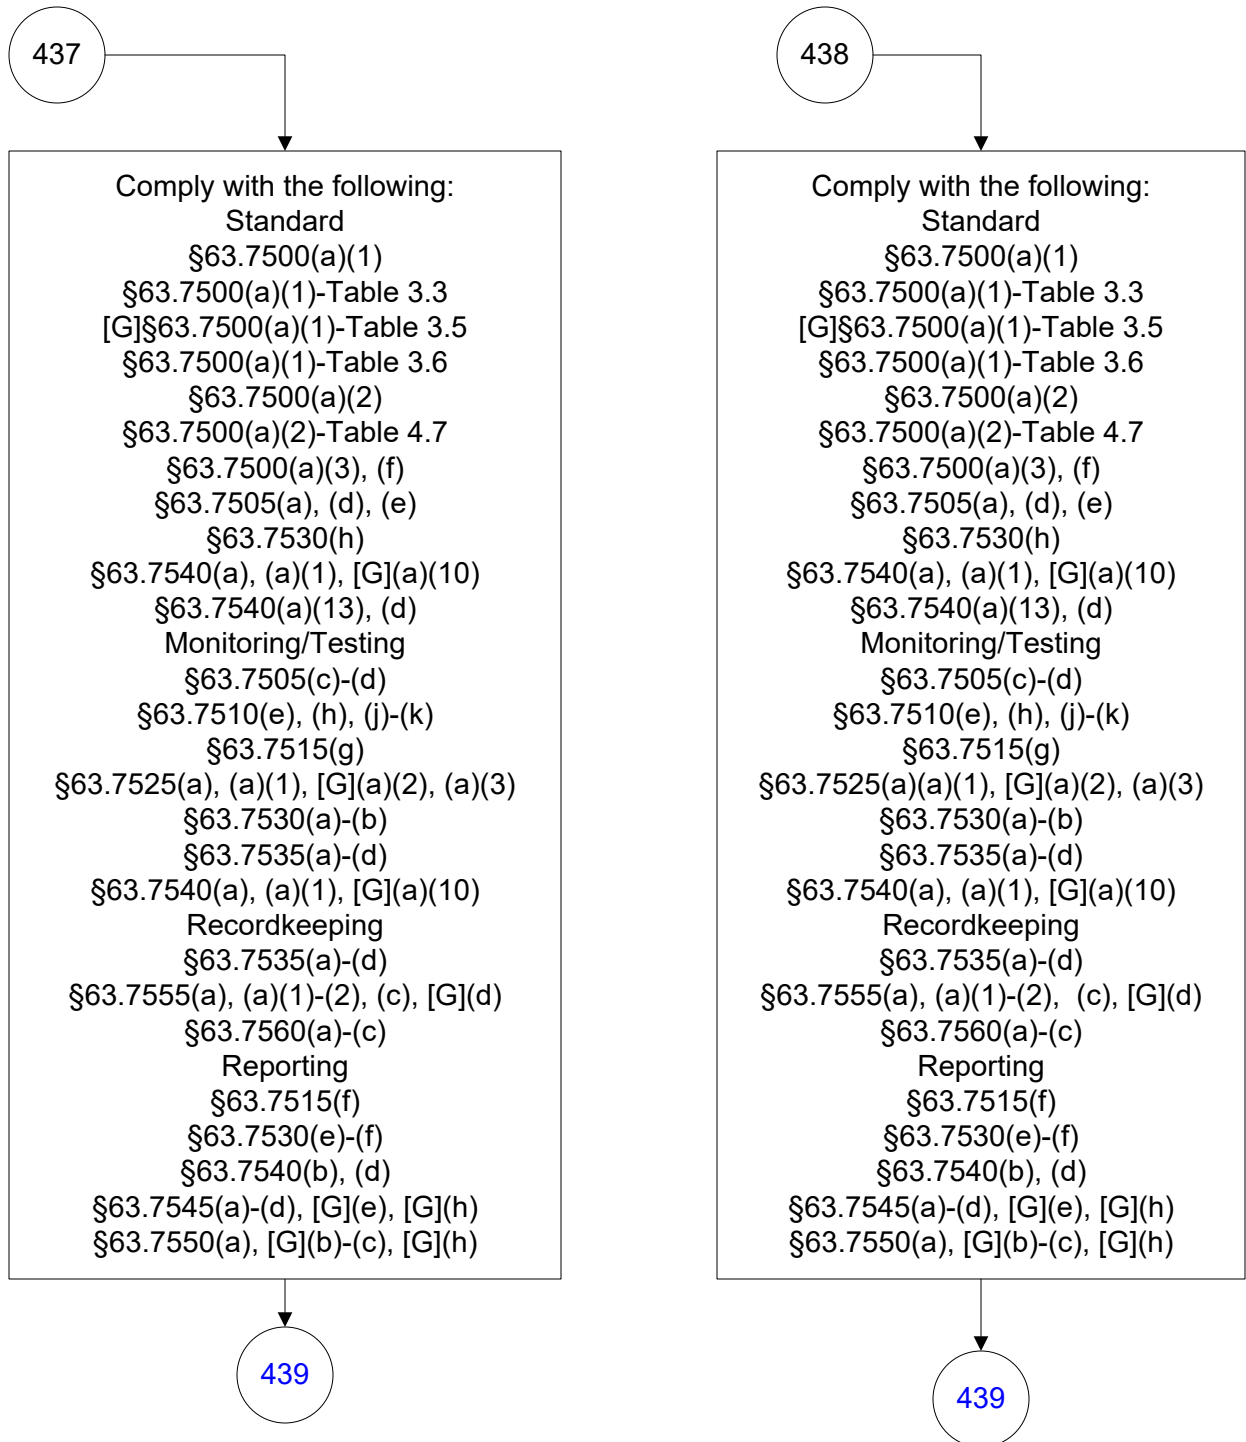 437
Comply with the following:
Standard
§63.7500(a)(1)
§63.7500(a)(1)-Table 3.3
[G]§63.7500(a)(1)-Table 3.5
§63.7500(a)(1)-Table 3.6
§63.7500(a)(2)
§63.7500(a)(2)-Table 4.7
§63.7500(a)(3), (f)
§63.7505(a), (d), (e)
§63.7530(h)
§63.7540(a), (a)(1), [G](a)(10)
§63.7540(a)(13), (d)
Monitoring/Testing
§63.7505(c)-(d)
§63.7510(e), (h), (j)-(k)
§63.7515(g)
§63.7525(a), (a)(1), [G](a)(2), (a)(3)
§63.7530(a)-(b)
§63.7535(a)-(d)
§63.7540(a), (a)(1), [G](a)(10)
Recordkeeping
§63.7535(a)-(d)
§63.7555(a), (a)(1)-(2), (c), [G](d)
§63.7560(a)-(c)
Reporting
§63.7515(f)
§63.7530(e)-(f)
§63.7540(b), (d)
§63.7545(a)-(d), [G](e), [G](h)
§63.7550(a), [G](b)-(c), [G](h)
439
438
Comply with the following:
Standard
§63.7500(a)(1)
§63.7500(a)(1)-Table 3.3
[G]§63.7500(a)(1)-Table 3.5
§63.7500(a)(1)-Table 3.6
§63.7500(a)(2)
§63.7500(a)(2)-Table 4.7
§63.7500(a)(3), (f)
§63.7505(a), (d), (e)
§63.7530(h)
§63.7540(a), (a)(1), [G](a)(10)
§63.7540(a)(13), (d)
Monitoring/Testing
§63.7505(c)-(d)
§63.7510(e), (h), (j)-(k)
§63.7515(g)
§63.7525(a)(a)(1), [G](a)(2), (a)(3)
§63.7530(a)-(b)
§63.7535(a)-(d)
§63.7540(a), (a)(1), [G](a)(10)
Recordkeeping
§63.7535(a)-(d)
§63.7555(a), (a)(1)-(2),  (c), [G](d)
§63.7560(a)-(c)
Reporting
§63.7515(f)
§63.7530(e)-(f)
§63.7540(b), (d)
§63.7545(a)-(d), [G](e), [G](h)
§63.7550(a), [G](b)-(c), [G](h)
439